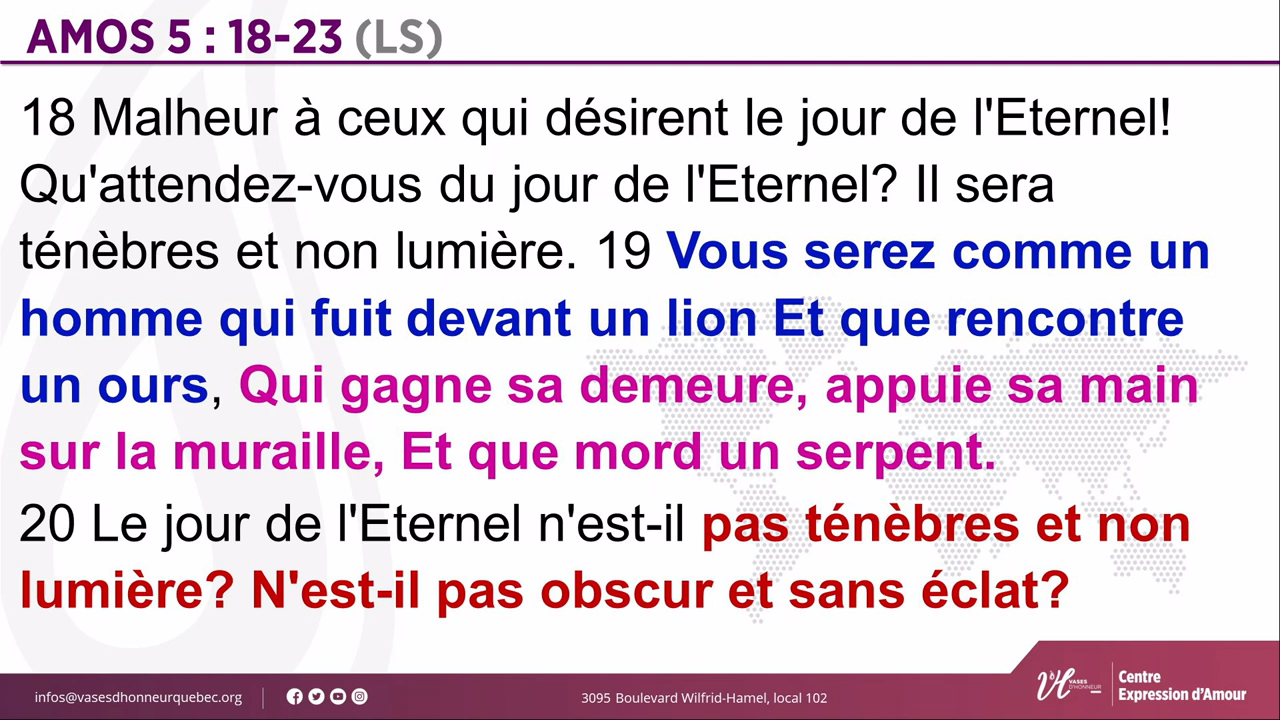 AMOS 5 : 18-23 (LS)
18 Malheur à ceux qui désirent le jour de l'Eternel!
Qu'attendez-vous du jour de l'Eternel? Il sera
ténèbres et non lumière. 19 Vous serez comme un
homme qui fuit devant un lion Et que rencontre
un ours, Qui gagne sa demeure, appuie sa main
sur la muraille, Et que mord un serpent.
20 Le jour de l'Eternel n'est-il pas ténèbres et non
lumière? N'est-il pas obscur et sans éclat?
infos@vasesdhonneurquebec.org
3095 Boulevard Wilfrid-Hamel, local 102
VASES
D'HONNEUR
Centre
Expression d'Amour